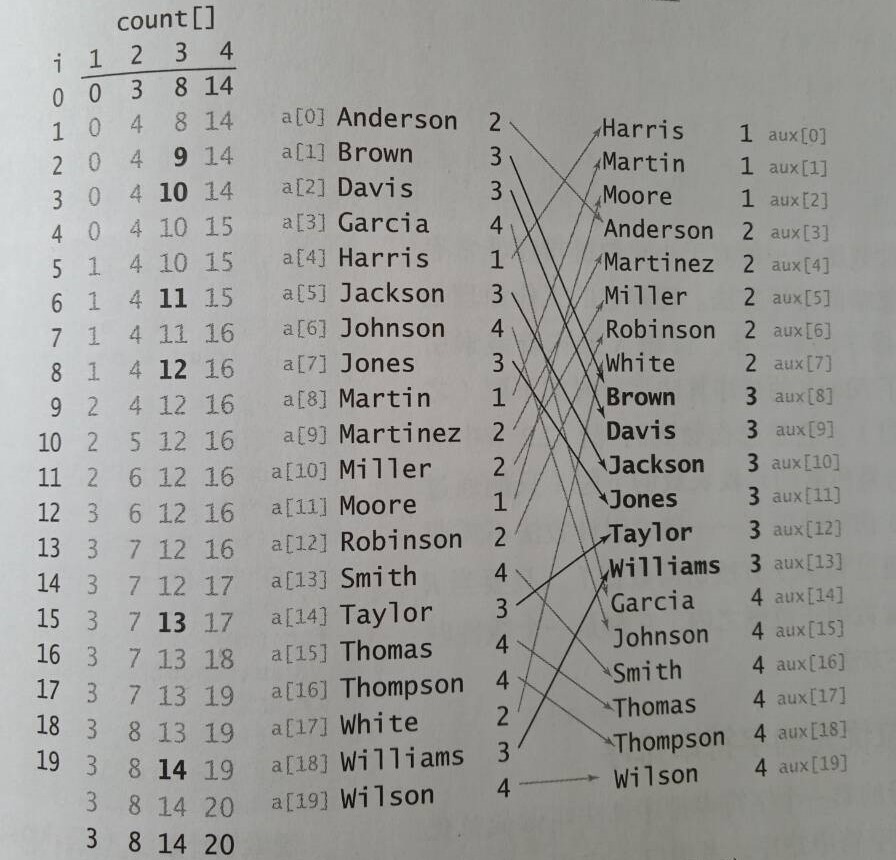 count[]
i 1 2 3 4
0 0 3 8 14
1 0 4 8 14
2 0 4 9 14
3 0 4 10 14
4 0 4 10 15
5 1 4 10 15
6 1 4 11 15
7 1 4 11 16
8 1 4 12 16
9 2 4 12 16
10 2 5 12 16
11 2 6 12 16
12 3 6 12 16
13 3 7 12 16
14 3 7 12 17
15 3 7 13 17
16 3 7 13 18
17 3 7 13 19
18 3 8 13 19
19 3 8 14 19
3 8 14 20
3 8 14 20
a[0] Anderson 2
a[1] Brown 3
a[2] Davis 3
a[3] Garcia 4
a[4] Harris 1
a[5] Jackson 3
a[6] Johnson 4
a[7] Jones 3
a[8] Martin 1
a[9] Martinez 2
a[10] Miller 2
a[11] Moore 1
a[12] Robinson 2
a[13] Smith 4
a[14] Taylor 3
a[15] Thomas 4
a[16] Thompson 4
a[17] White 2
a[18] Williams 3
a[19] Wilson 4
Harris 1 aux[0]
Martin 1 aux[1]
Moore 1 aux[2]
Anderson 2 aux[3]
Martinez 2 aux[4]
Miller 2 aux[5]
Robinson 2 aux[6]
White 2 aux[7]
Brown 3 aux[8]
Davis 3 aux[9]
Jackson 3 aux[10]
Jones 3 aux[11]
Taylor 3 aux[12]
Williams 3 aux[13]
Garcia 4 aux[14]
Johnson 4 aux[15]
Smith 4 aux[16]
Thomas 4 aux[17]
Thompson 4 aux[18]
Wilson 4 aux[19]